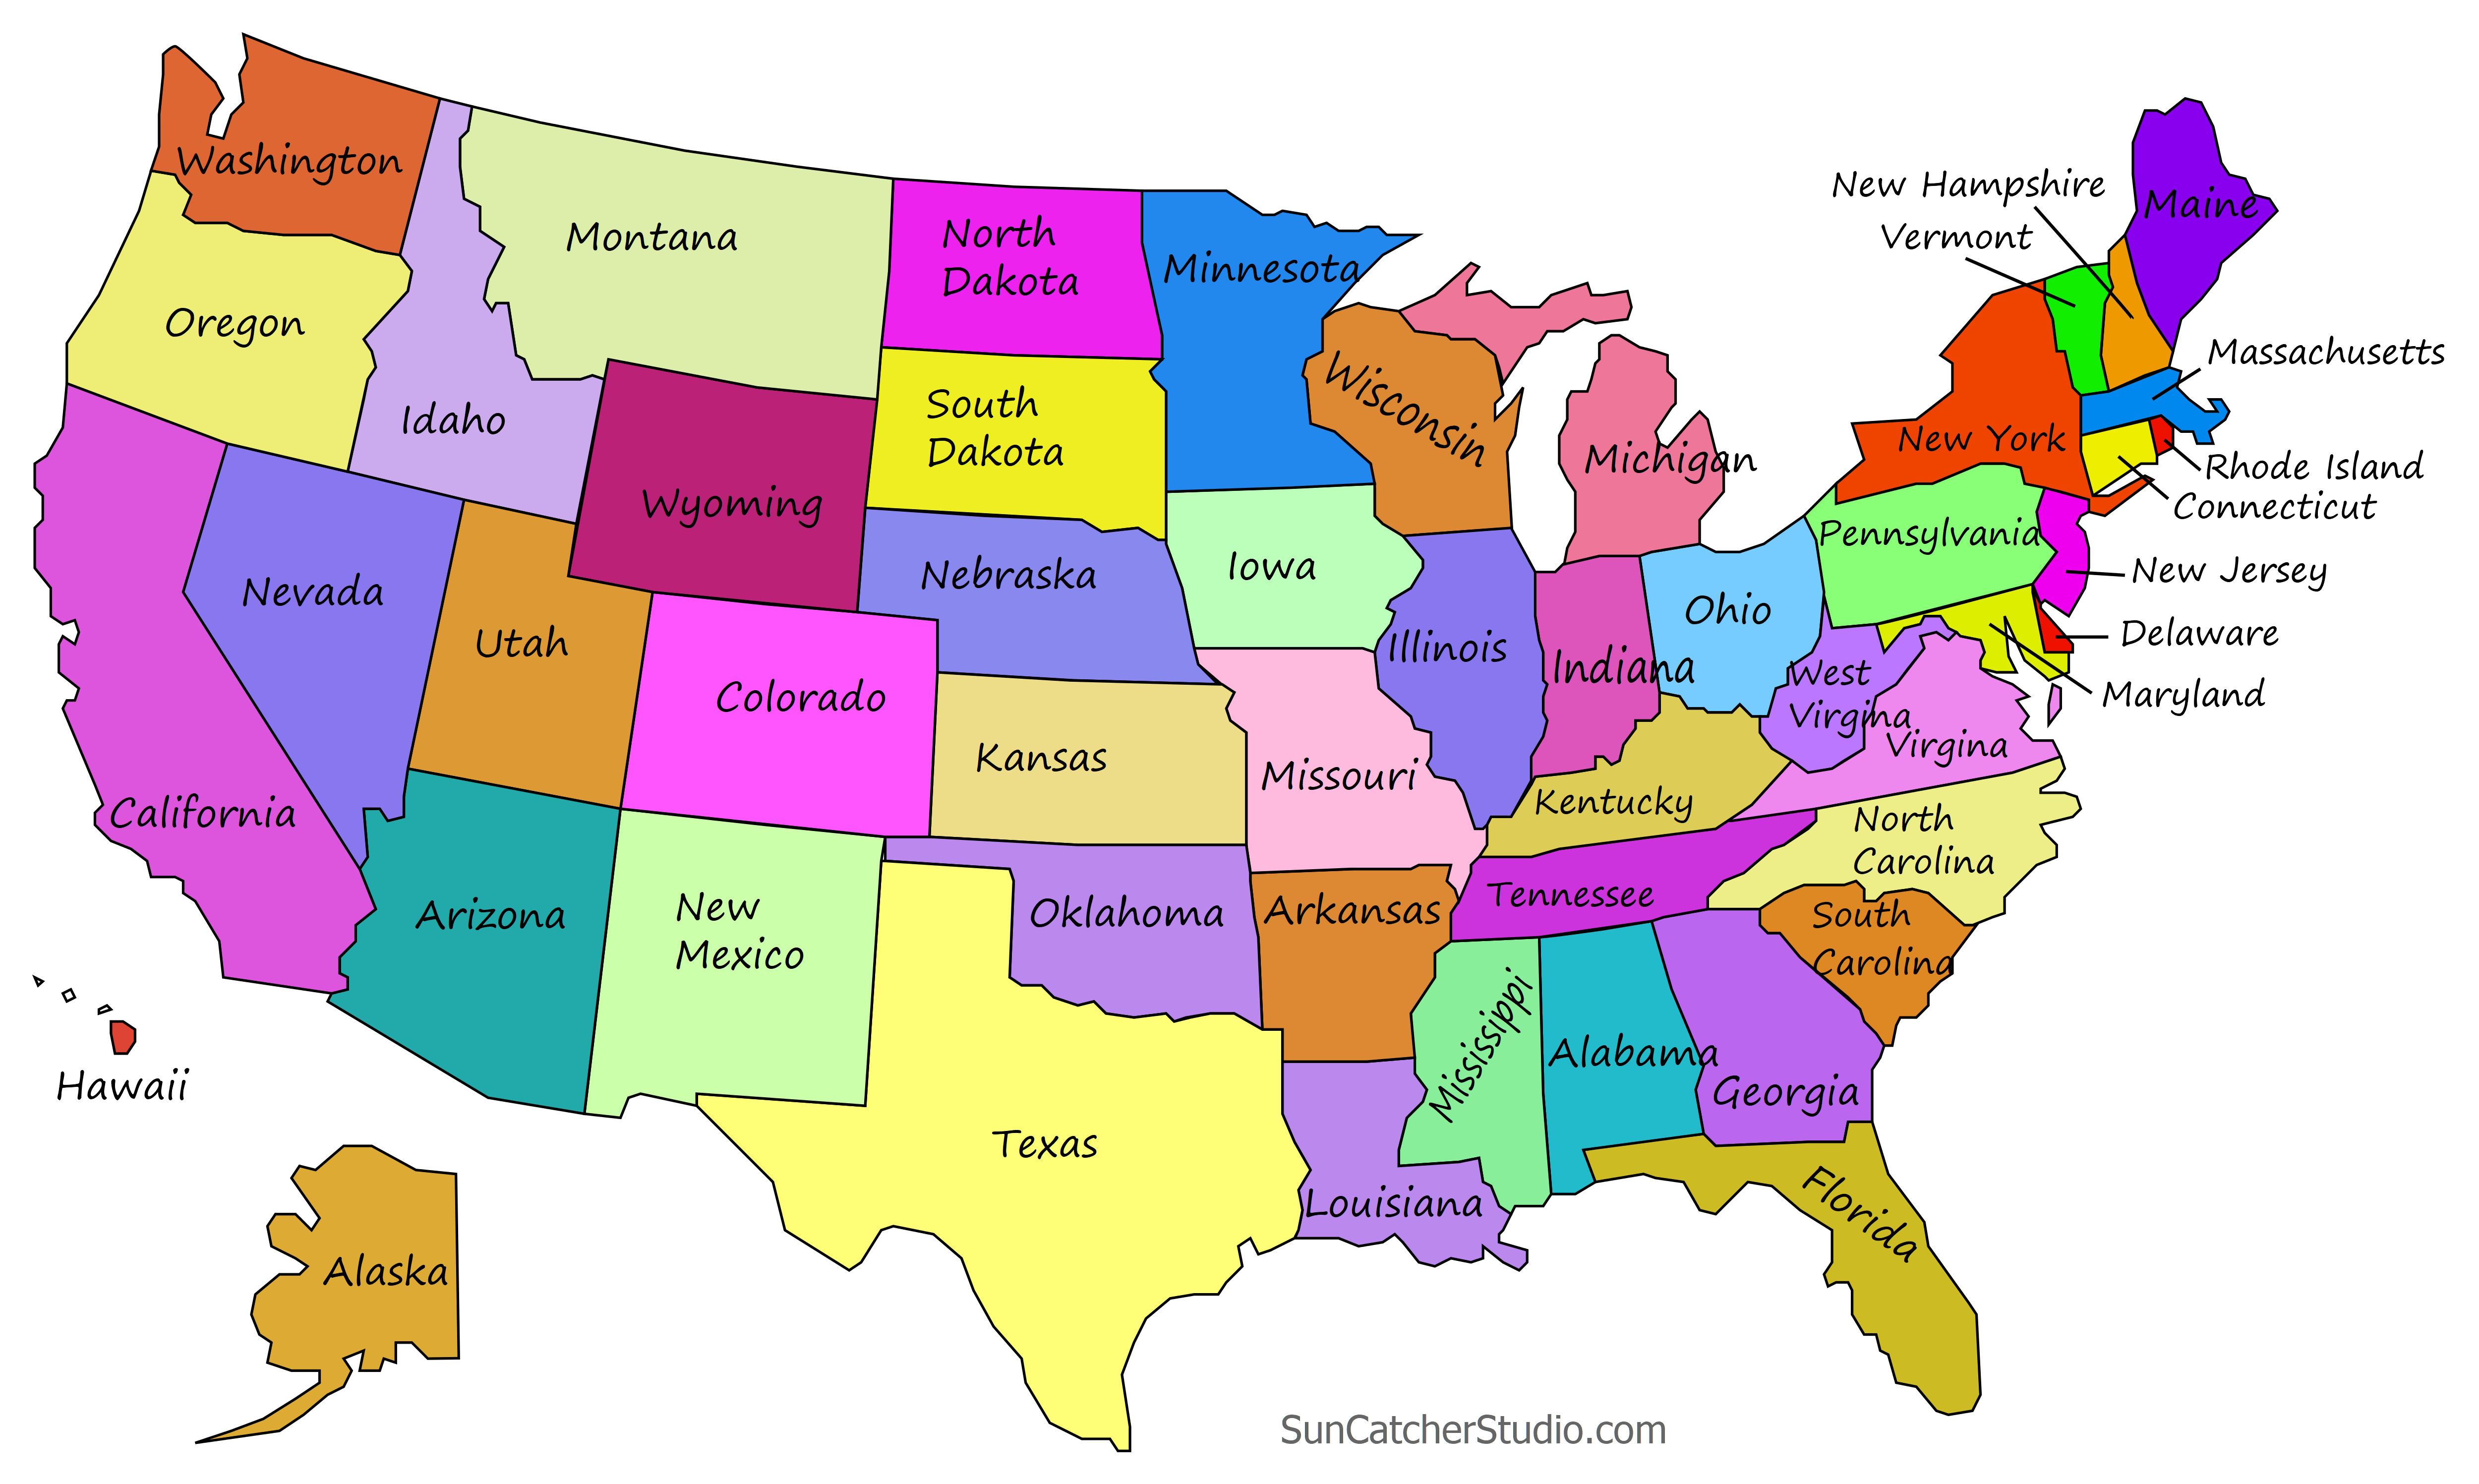 Washington
Oregon
Idaho
Montana
North
Dakota
Minnesota
South
Dakota
Wyoming
Nebraska
Iowa
Wisconsin
Michigan
New Hampshire
Vermont
Maine
Massachusetts
New York
Rhode Island
Connecticut
Pennsylvania
New Jersey
Delaware
Maryland
Nevada
Utah
Colorado
Kansas
Missouri
Illinois
Indiana
Ohio
West
Virgina
Virgina
Kentucky
California
Arizona
New
Mexico
Oklahoma
Arkansas
Tennessee
North
Carolina
South
Carolina
Mississippi
Alabama
Georgia
Texas
Louisiana
Florida
Hawaii
Alaska
SunCatcherStudio.com